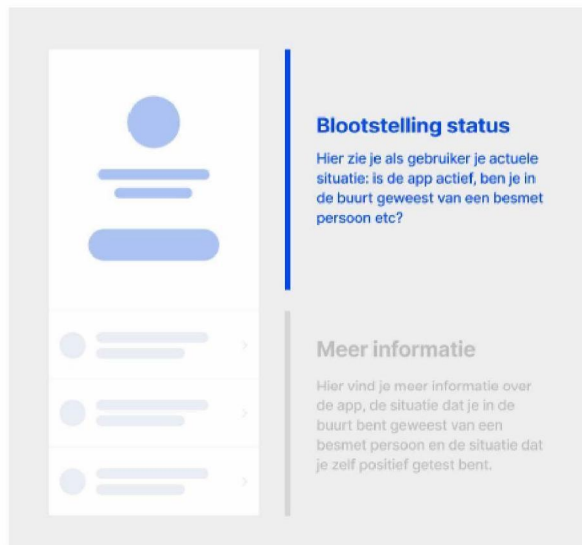 Blootstelling status
Hier zie je als gebruiker je actuele
situatie: is de app actief, ben je in
de buurt geweest van een besmet
persoon etc?
Meer informatie
Hier vind je meer informatie over
de app, de situatie dat je in de
buurt bent geweest van een
besmet persoon en de situatie dat
je zelf positief getest bent.